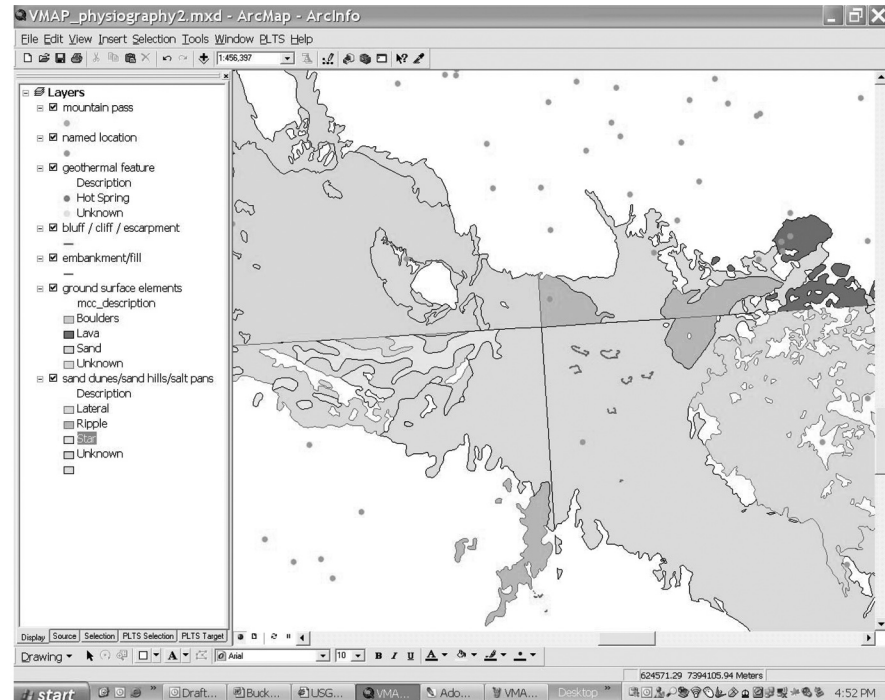 VMAP_physiography2.mxd - ArcMap - ArcInfo
File Edit View Insert Selection Tools Window PLTS Help
1:456,397
Layers
mountain pass
named location
geothermal feature
Description
Hot Spring
Unknown
bluff / cliff / escarpment
embankment/fill
ground surface elements
mcc_description
Boulders
Lava
Sand
Unknown
sand dunes/sand hills/salt pans
Description
Lateral
Ripple
Star
Unknown
Display Source Selection PLTS Selection PLTS Target
Drawing Arial 10 B I U A
624571.29 7394105.94 Meters
start Draft... Buck... USG... VMA... Ado... VMA... Desktop » 4:52 PM